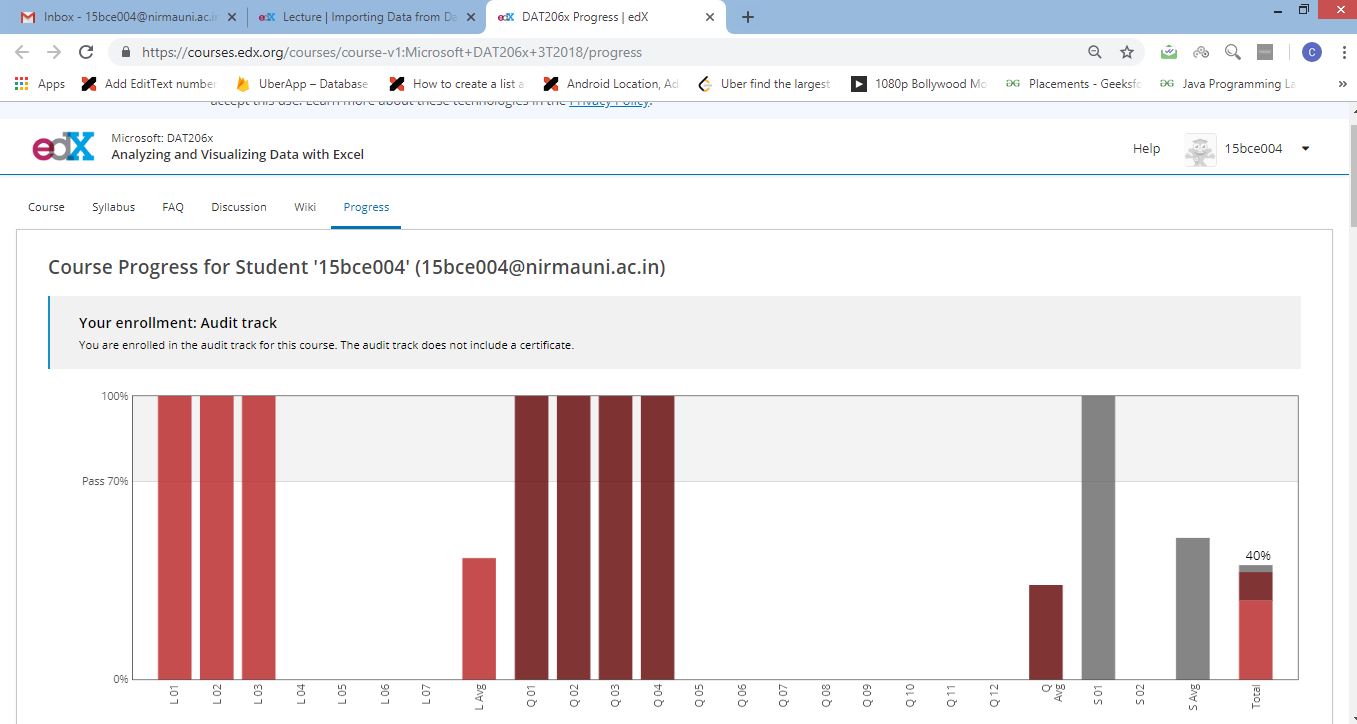 Inbox - 15bce004@nirmauni.ac.in
edX Lecture | Importing Data from Da
edX DAT206x Progress | edX
https://courses.edx.org/courses/course-v1:Microsoft+DAT206x+3T2018/progress
C
Apps
Add EditText number
UberApp – Database
How to create a list a
Android Location, Ad
Uber find the largest
1080p Bollywood Mo
GG Placements - Geeksfo
GG Java Programming La
»
accept this use. Learn more about these technologies in the Privacy Policy.
edX
Microsoft: DAT206x
Analyzing and Visualizing Data with Excel
Help
15bce004
Course Syllabus FAQ Discussion Wiki Progress
Course Progress for Student '15bce004' (15bce004@nirmauni.ac.in)
Your enrollment: Audit track
You are enrolled in the audit track for this course. The audit track does not include a certificate.
100%
Pass 70%
40%
0%
L 01
L 02
L 03
L 04
L 05
L 06
L 07
L Avg
Q 01
Q 02
Q 03
Q 04
Q 05
Q 06
Q 07
Q 08
Q 09
Q 10
Q 11
Q 12
Q
Avg
S 01
S 02
S Avg
Total